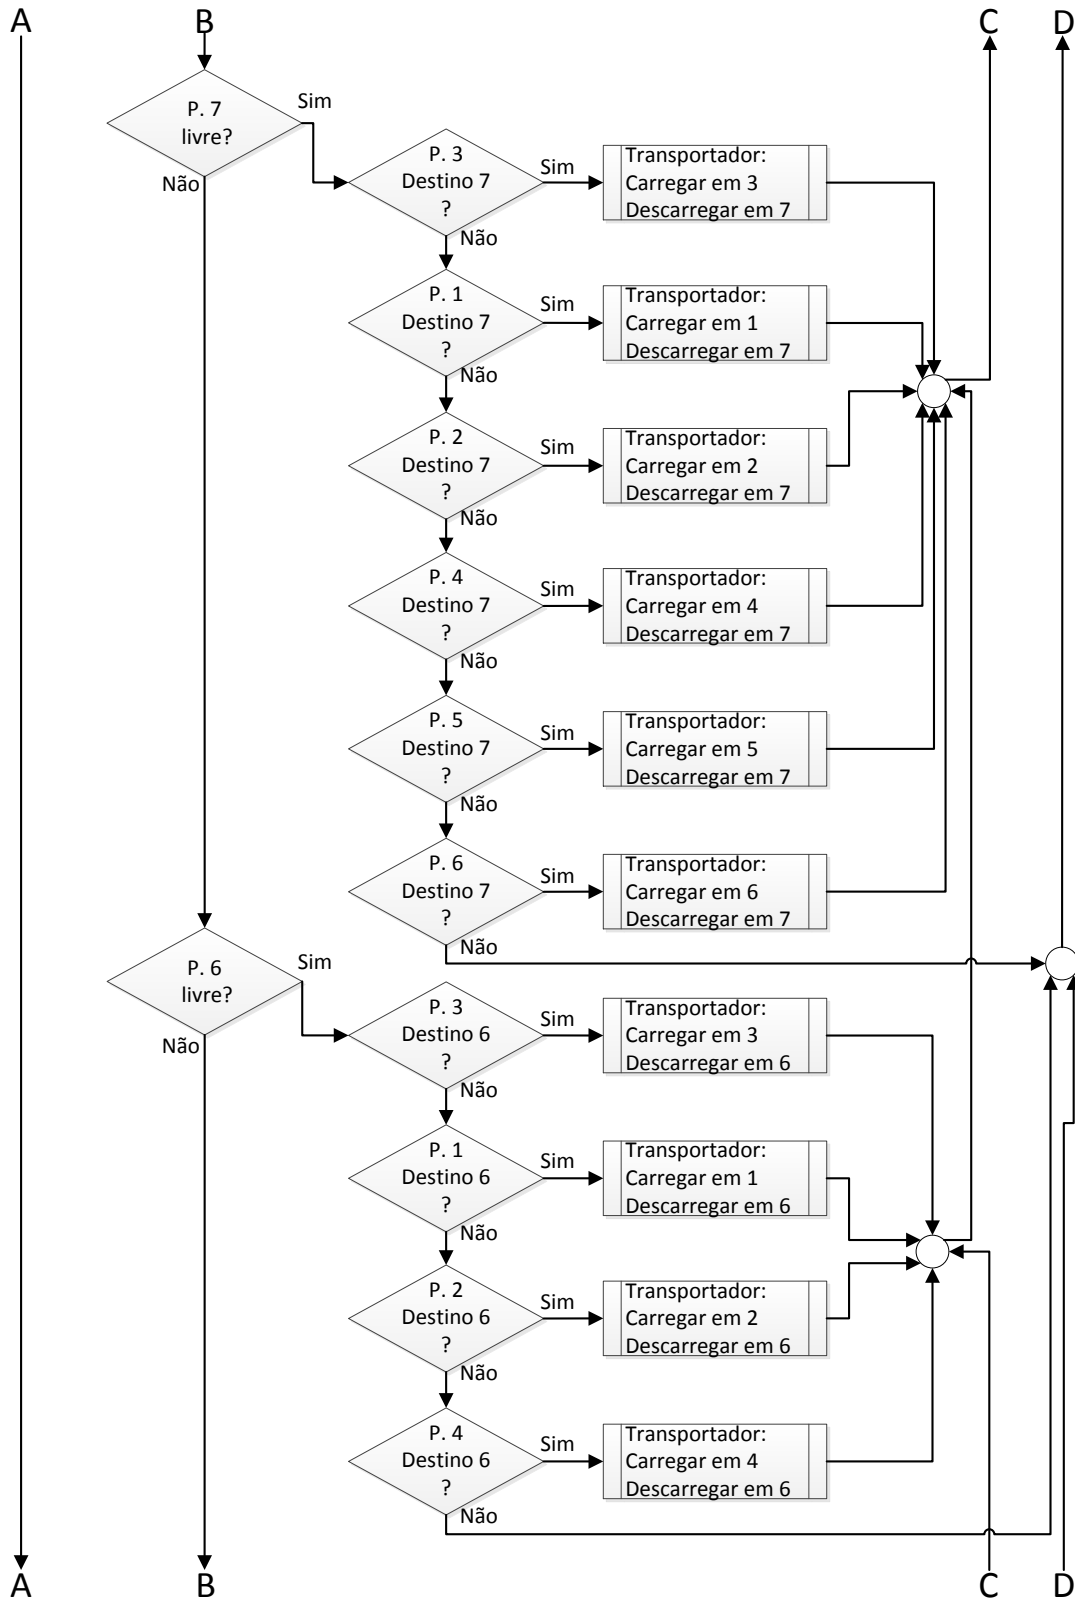 A
B
C
D
P. 7
livre?
Sim
Não
P. 3
Destino 7
?
Sim
Não
Transportador:
Carregar em 3
Descarregar em 7
P. 1
Destino 7
?
Sim
Não
Transportador:
Carregar em 1
Descarregar em 7
P. 2
Destino 7
?
Sim
Não
Transportador:
Carregar em 2
Descarregar em 7
P. 4
Destino 7
?
Sim
Não
Transportador:
Carregar em 4
Descarregar em 7
P. 5
Destino 7
?
Sim
Não
Transportador:
Carregar em 5
Descarregar em 7
P. 6
Destino 7
?
Sim
Não
Transportador:
Carregar em 6
Descarregar em 7
P. 6
livre?
Sim
Não
P. 3
Destino 6
?
Sim
Não
Transportador:
Carregar em 3
Descarregar em 6
P. 1
Destino 6
?
Sim
Não
Transportador:
Carregar em 1
Descarregar em 6
P. 2
Destino 6
?
Sim
Não
Transportador:
Carregar em 2
Descarregar em 6
P. 4
Destino 6
?
Sim
Não
Transportador:
Carregar em 4
Descarregar em 6
A
B
C
D